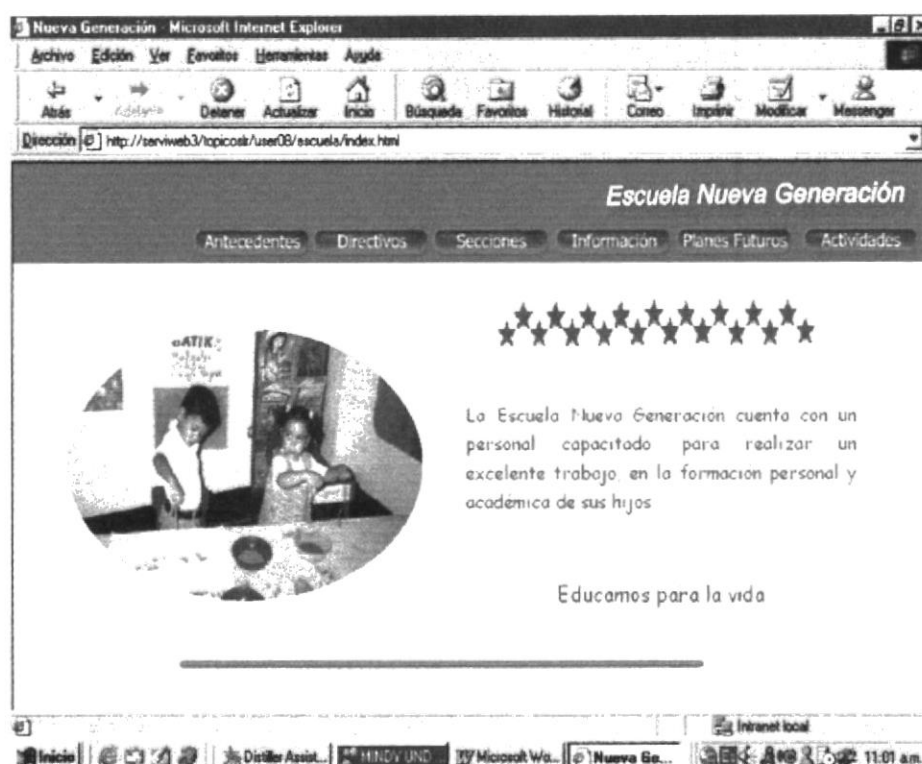 Nueva Generación - Microsoft Internet Explorer
Archivo Edición Ver Favoritos Herramientas Ayuda
Atrás Adelante Detener Actualizar Inicio Búsqueda Favoritos Historial Correo Imprimir Modificar Messenger
Dirección http://serviweb3/topicosIr/user08/escuela/index.html
Escuela Nueva Generación
Antecedentes Directivos Secciones Información Planes Futuros Actividades
La Escuela Nueva Generación cuenta con un
personal capacitado para realizar un
excelente trabajo, en la formación personal y
académica de sus hijos
Educamos para la vida
Intranet local
Inicio Distiller Assist... Microsoft Wo... Nueva Ge... 11:01 a.m.